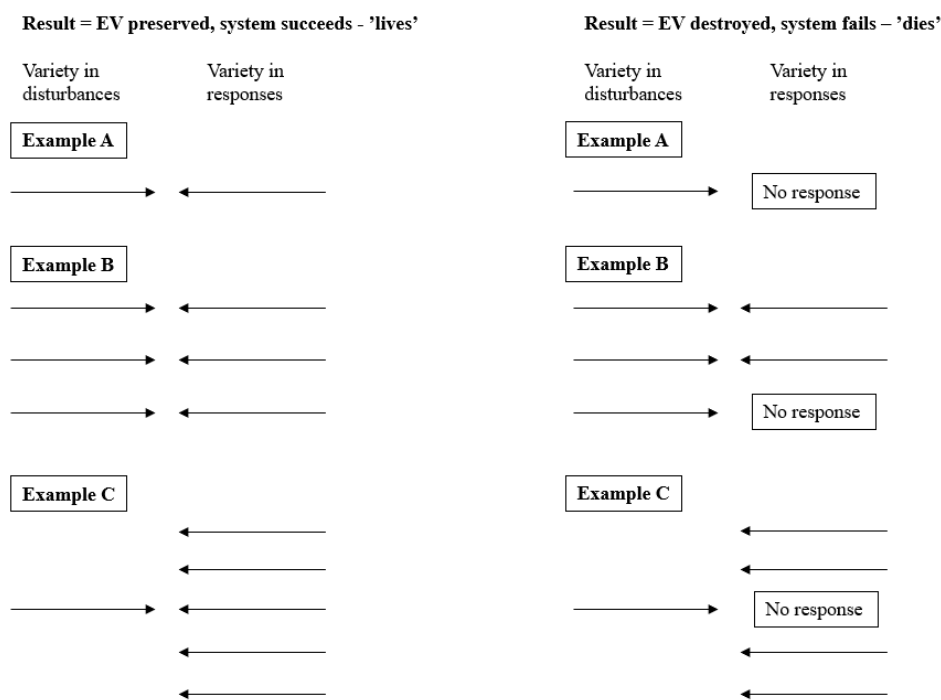 Result = EV preserved, system succeeds - ’lives’
Variety in
disturbances
Variety in
responses
Example A
Example B
Example C
Result = EV destroyed, system fails – ’dies’
Variety in
disturbances
Variety in
responses
Example A
No response
Example B
No response
Example C
No response